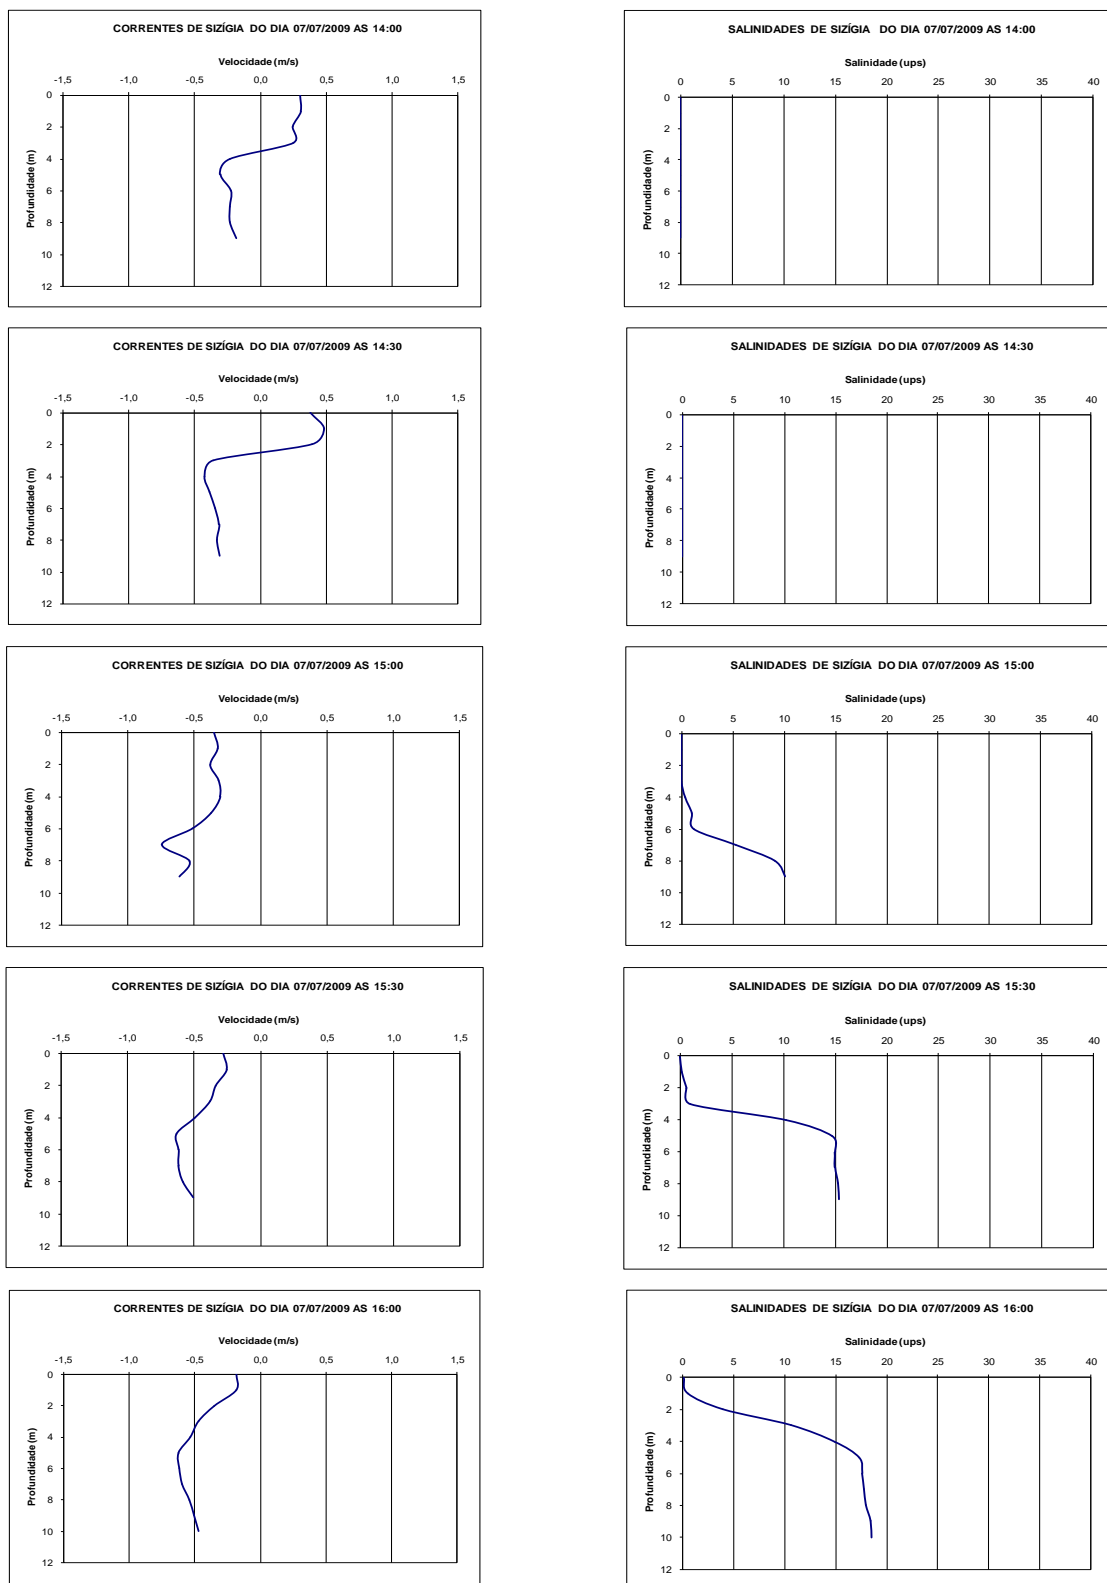 CORRENTES DE SIZÍGIA DO DIA 07/07/2009 AS 14:00
Velocidade (m/s)
-1,5 -1,0 -0,5 0,0 0,5 1,0 1,5
0
2
4
6
8
10
12
Profundidade (m)
SALINIDADES DE SIZÍGIA DO DIA 07/07/2009 AS 14:00
Salinidade (ups)
0 5 10 15 20 25 30 35 40
0
2
4
6
8
10
12
Profundidade (m)
CORRENTES DE SIZÍGIA DO DIA 07/07/2009 AS 14:30
Velocidade (m/s)
-1,5 -1,0 -0,5 0,0 0,5 1,0 1,5
0
2
4
6
8
10
12
Profundidade (m)
SALINIDADES DE SIZÍGIA DO DIA 07/07/2009 AS 14:30
Salinidade (ups)
0 5 10 15 20 25 30 35 40
0
2
4
6
8
10
12
Profundidade (m)
CORRENTES DE SIZÍGIA DO DIA 07/07/2009 AS 15:00
Velocidade (m/s)
-1,5 -1,0 -0,5 0,0 0,5 1,0 1,5
0
2
4
6
8
10
12
Profundidade (m)
SALINIDADES DE SIZÍGIA DO DIA 07/07/2009 AS 15:00
Salinidade (ups)
0 5 10 15 20 25 30 35 40
0
2
4
6
8
10
12
Profundidade (m)
CORRENTES DE SIZÍGIA DO DIA 07/07/2009 AS 15:30
Velocidade (m/s)
-1,5 -1,0 -0,5 0,0 0,5 1,0 1,5
0
2
4
6
8
10
12
Profundidade (m)
SALINIDADES DE SIZÍGIA DO DIA 07/07/2009 AS 15:30
Salinidade (ups)
0 5 10 15 20 25 30 35 40
0
2
4
6
8
10
12
Profundidade (m)
CORRENTES DE SIZÍGIA DO DIA 07/07/2009 AS 16:00
Velocidade (m/s)
-1,5 -1,0 -0,5 0,0 0,5 1,0 1,5
0
2
4
6
8
10
12
Profundidade (m)
SALINIDADES DE SIZÍGIA DO DIA 07/07/2009 AS 16:00
Salinidade (ups)
0 5 10 15 20 25 30 35 40
0
2
4
6
8
10
12
Profundidade (m)